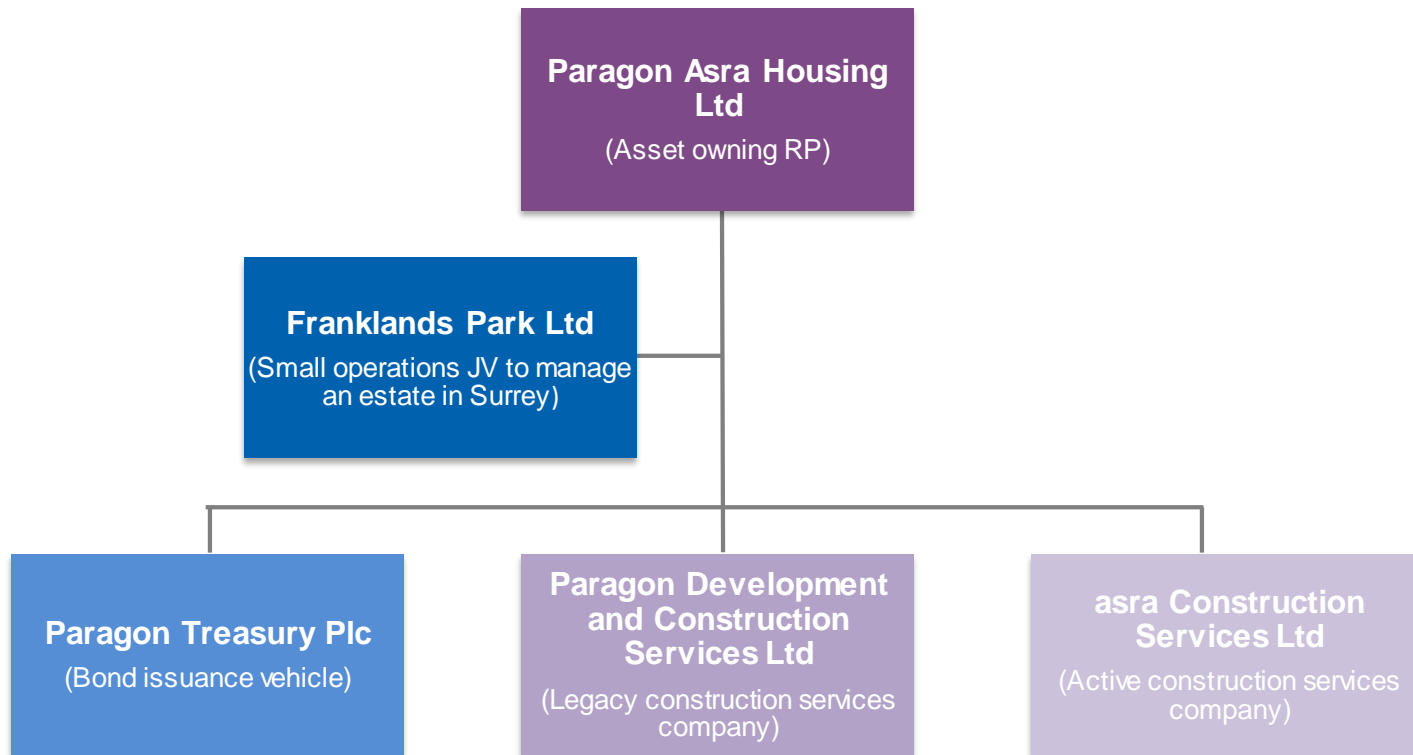 Paragon Asra Housing
Ltd
(Asset owning RP)
Franklands Park Ltd
(Small operations JV to manage
an estate in Surrey)
Paragon Treasury Plc
(Bond issuance vehicle)
Paragon Development
and Construction
Services Ltd
(Legacy construction services
company)
asra Construction
Services Ltd
(Active construction services
company)